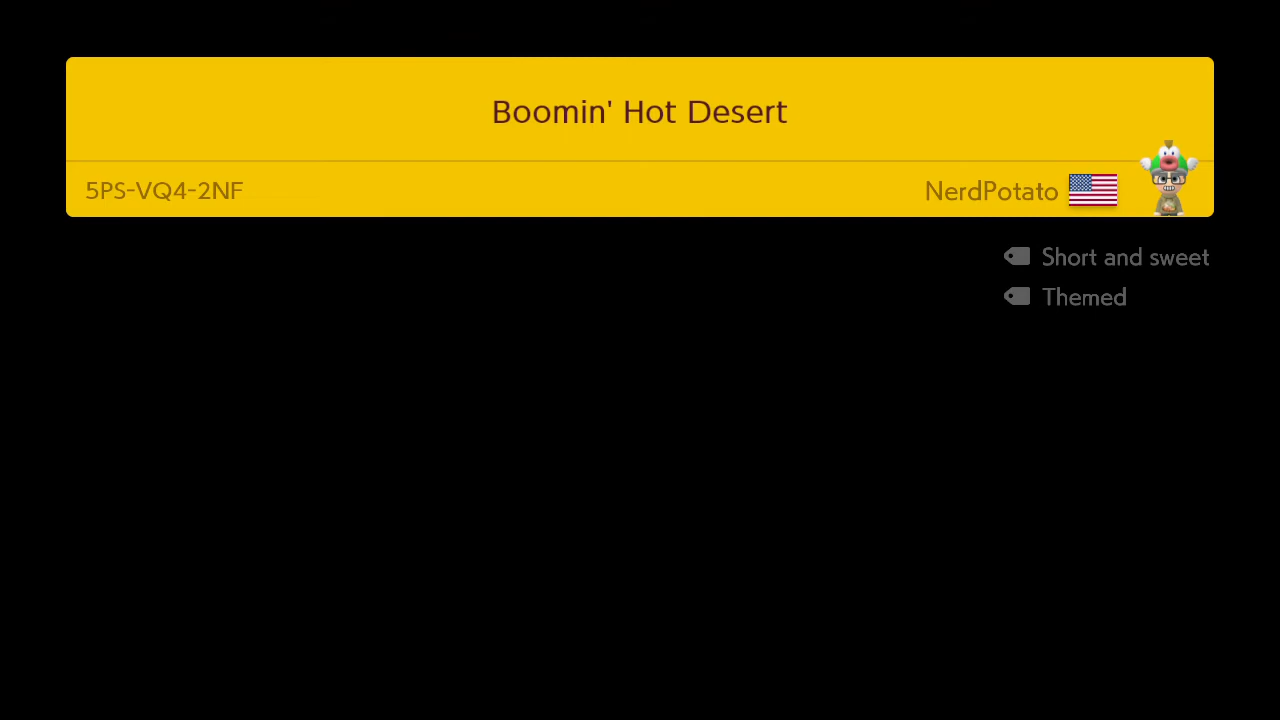 Boomin' Hot Desert
5PS-VQ4-2NF
NerdPotato
Short and sweet
Themed